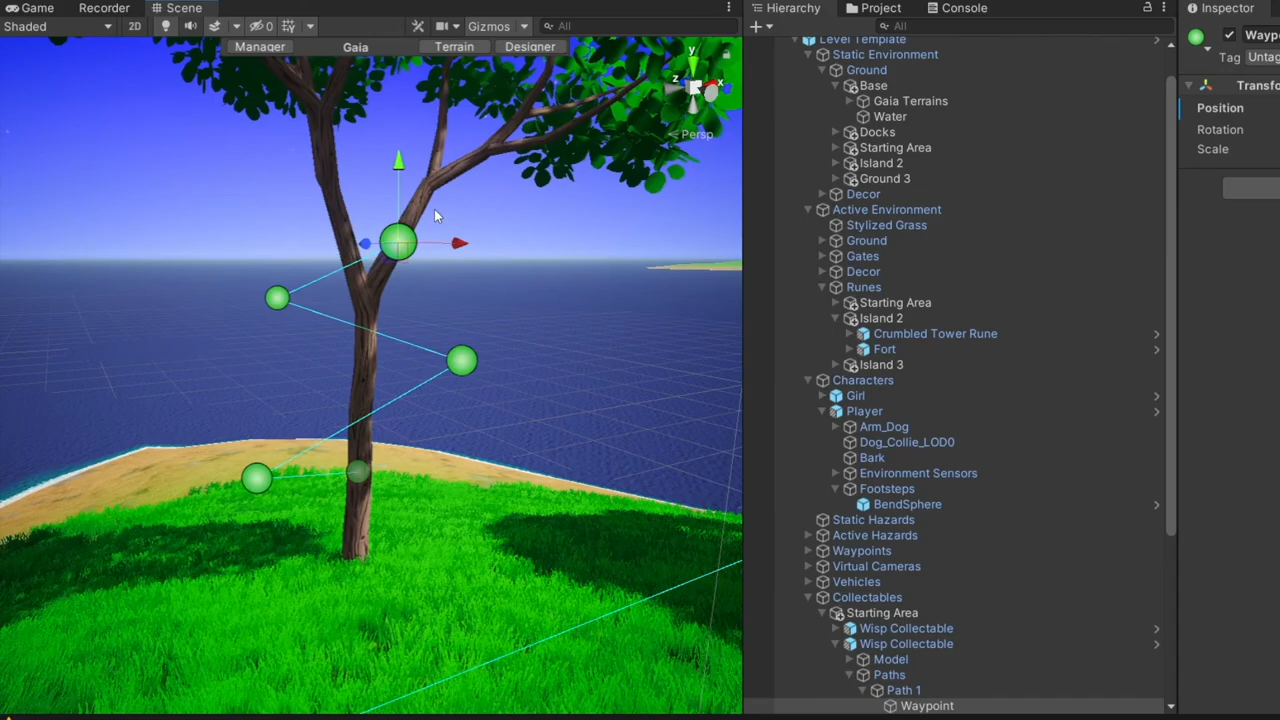 Game Recorder Scene
Shaded 2D 0 Gizmos All
Manager Gaia Terrain Designer
y
z x
Persp
Hierarchy Project Console
All
Level Template
Static Environment
Ground
Base
Gaia Terrains
Water
Docks
Starting Area
Island 2
Ground 3
Decor
Active Environment
Stylized Grass
Ground
Gates
Decor
Runes
Starting Area
Island 2
Crumbled Tower Rune
Fort
Island 3
Characters
Girl
Player
Arm_Dog
Dog_Collie_LOD0
Bark
Environment Sensors
Footsteps
BendSphere
Static Hazards
Active Hazards
Waypoints
Virtual Cameras
Vehicles
Collectables
Starting Area
Wisp Collectable
Wisp Collectable
Model
Paths
Path 1
Waypoint
Inspector
Waypo
Tag Untag
Transfo
Position
Rotation
Scale